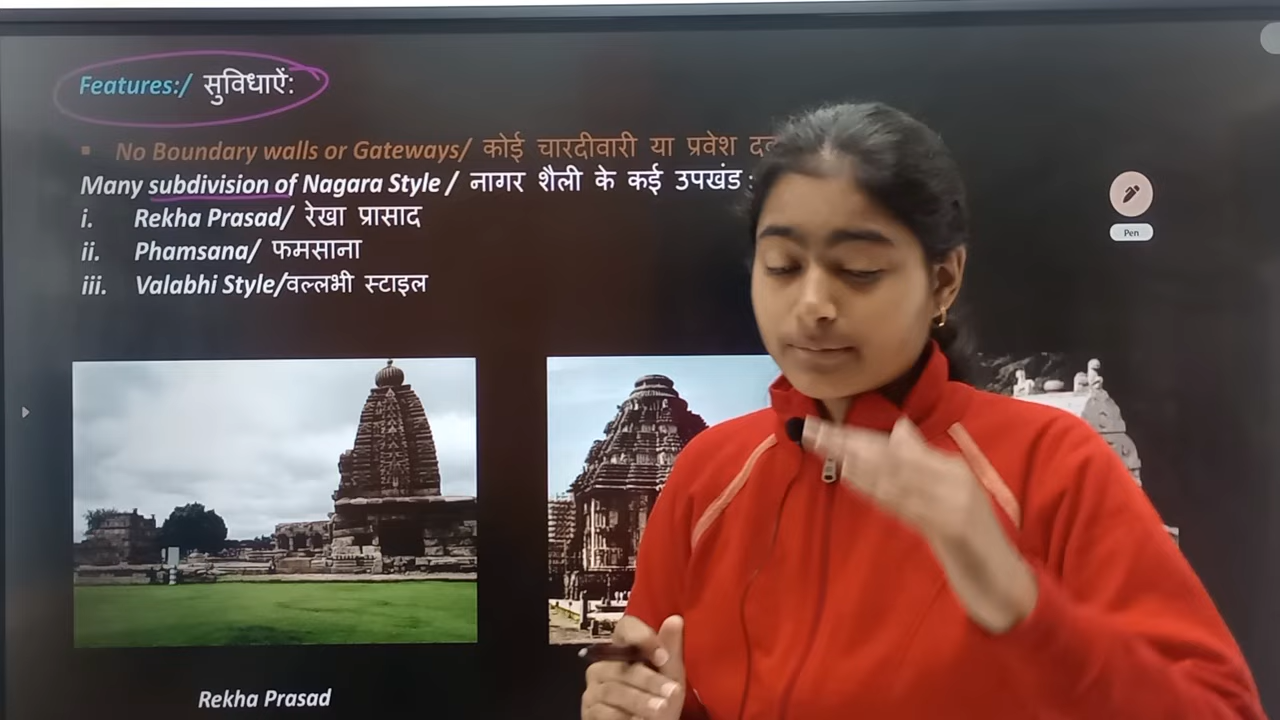 Features:/ सुविधाऐं:
▪ No Boundary walls or Gateways/ कोई चारदीवारी या प्रवेश
Many subdivision of Nagara Style / नागर शैली के कई उपखंड :
i. Rekha Prasad/ रेखा प्रासाद
ii. Phamsana/ फमसाना
iii. Valabhi Style/वल्लभी स्टाइल
Pen
Rekha Prasad